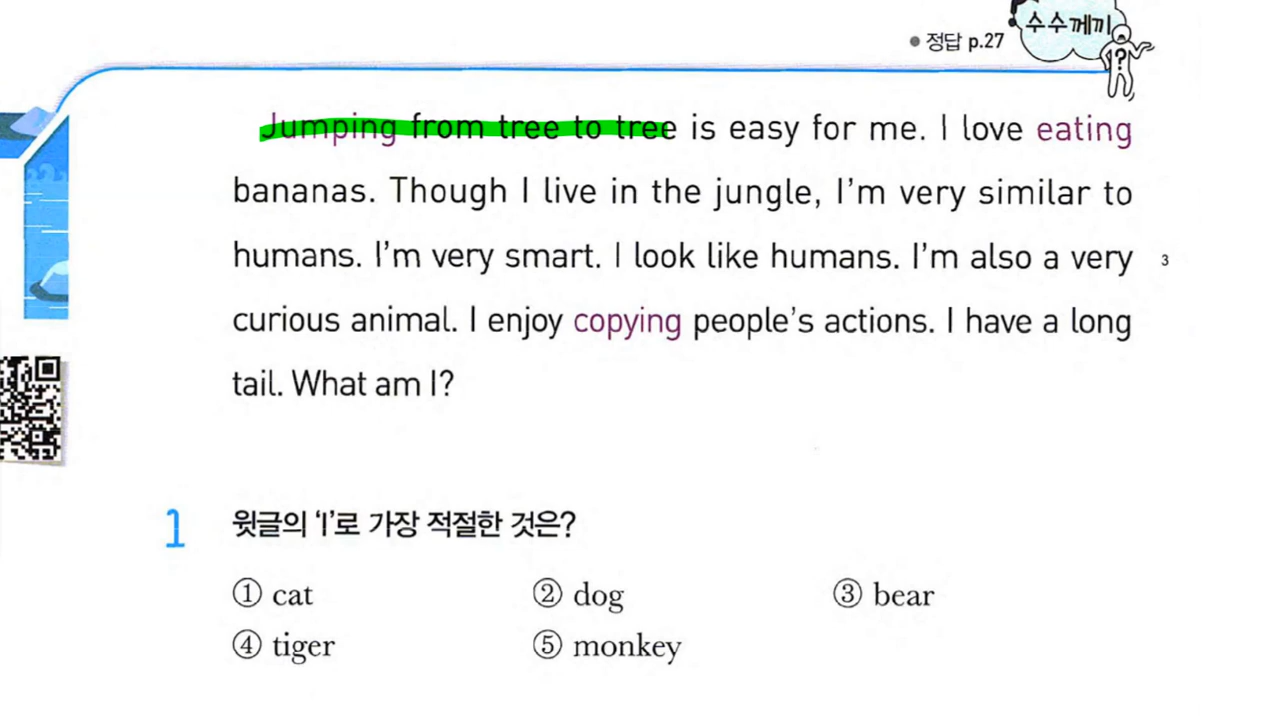 수수께끼
● 정답 p.27
Jumping from tree to tree is easy for me. I love eating
bananas. Though I live in the jungle, I'm very similar to
humans. I'm very smart. I look like humans. I'm also a very
3
curious animal. I enjoy copying people's actions. I have a long
tail. What am I?
1 윗글의 'I'로 가장 적절한 것은?
① cat ② dog ③ bear
④ tiger ⑤ monkey